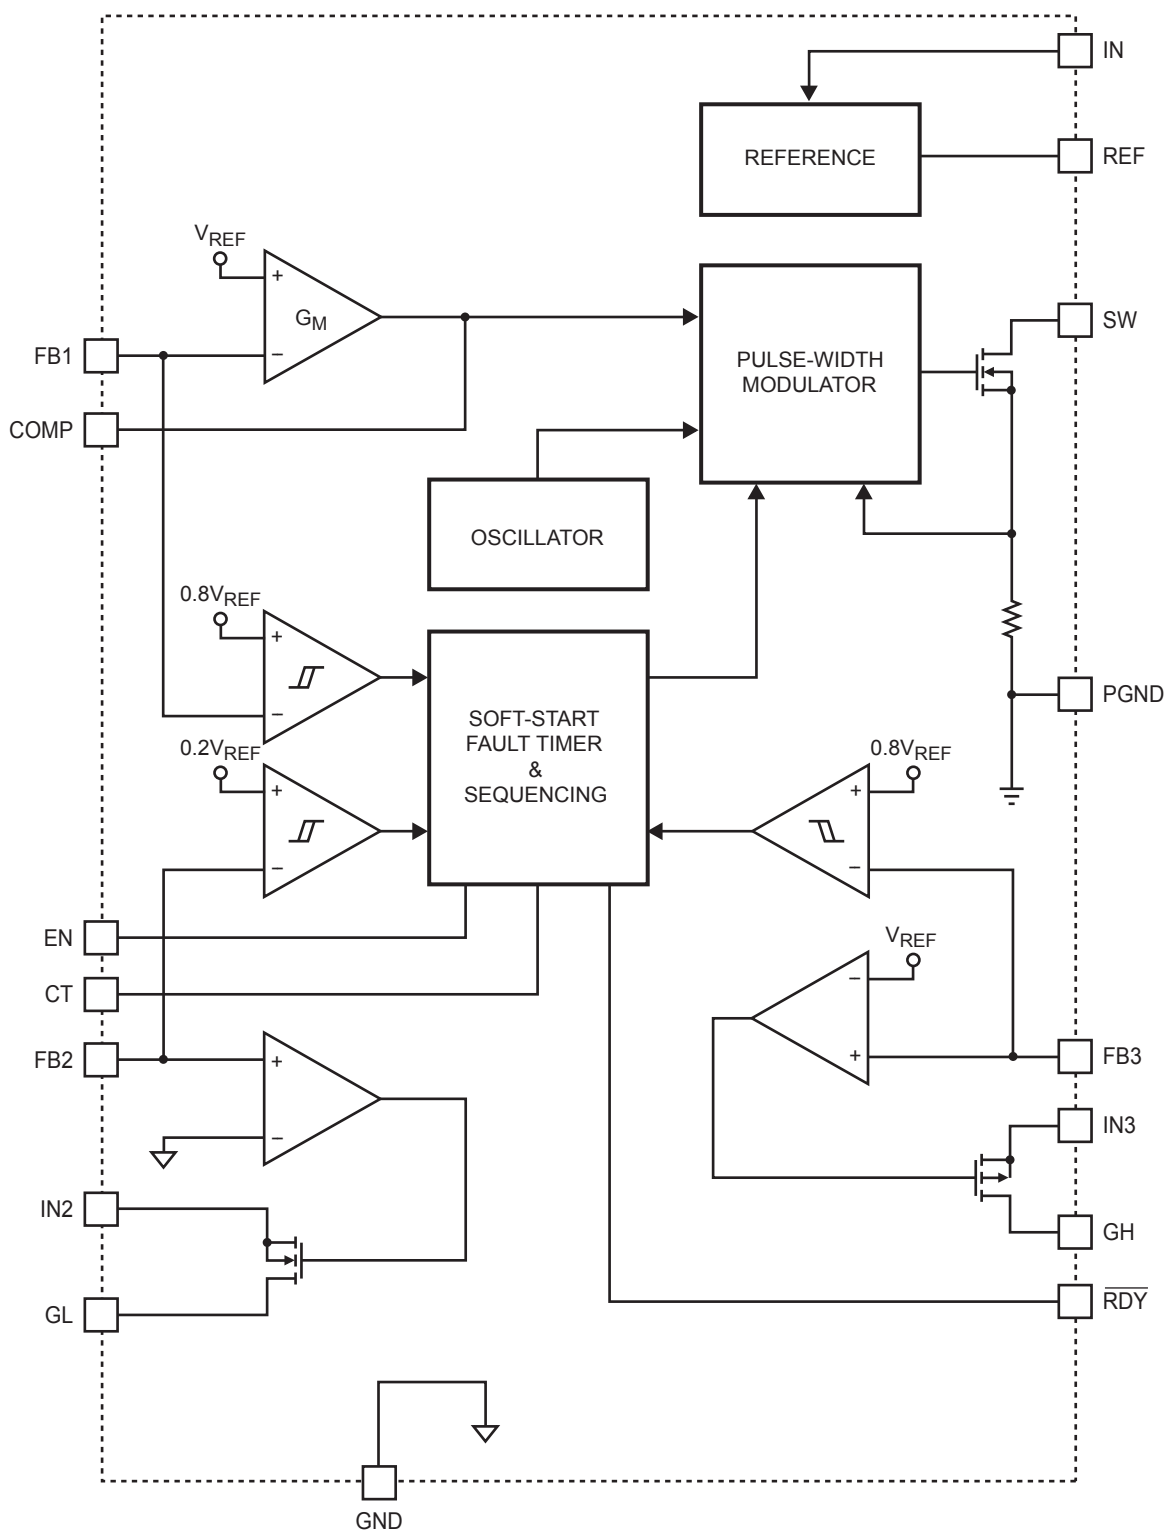 IN
REFERENCE
REF
VREF
+
GM
−
FB1
COMP
PULSE-WIDTH
MODULATOR
SW
OSCILLATOR
0.8VREF
+
−
0.2VREF
+
−
SOFT-START
FAULT TIMER
&
SEQUENCING
PGND
0.8VREF
+
−
EN
CT
FB2
+
−
VREF
−
+
FB3
IN3
GH
RDY
IN2
GL
GND